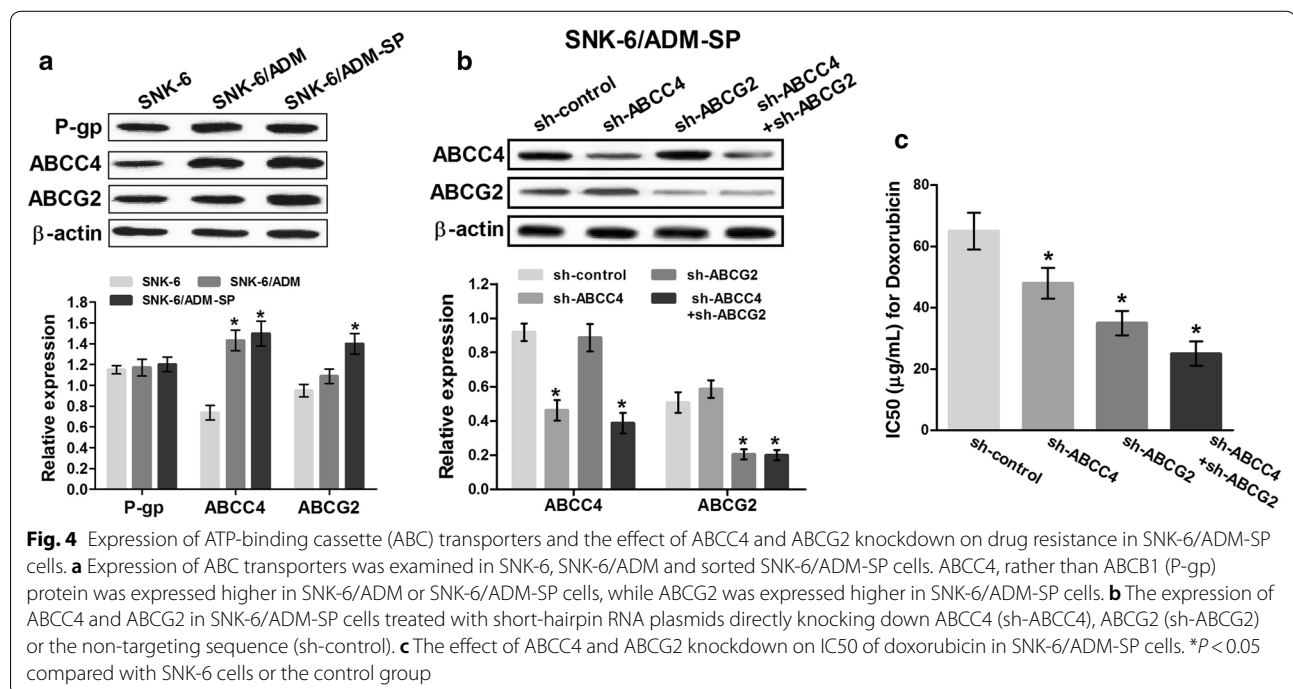 a
SNK-6
SNK-6/ADM
SNK-6/ADM-SP
P-gp
ABCC4
ABCG2
β-actin
SNK-6
SNK-6/ADM
SNK-6/ADM-SP
Relative expression
1.8
1.6
1.4
1.2
1.0
0.8
0.6
0.4
0.2
0.0
* * *
P-gp ABCC4 ABCG2
SNK-6/ADM-SP
b
sh-control
sh-ABCC4
sh-ABCG2
sh-ABCC4
+sh-ABCG2
ABCC4
ABCG2
β-actin
sh-control
sh-ABCC4
sh-ABCG2
sh-ABCC4
+sh-ABCG2
Relative expression
1.2
1.0
0.8
0.6
0.4
0.2
0.0
* * * *
ABCC4 ABCG2
c
IC50 (μg/mL) for Doxorubicin
80
60
40
20
0
* * *
sh-control
sh-ABCC4
sh-ABCG2
sh-ABCC4
+sh-ABCG2
Fig. 4 Expression of ATP-binding cassette (ABC) transporters and the effect of ABCC4 and ABCG2 knockdown on drug resistance in SNK-6/ADM-SP
cells. a Expression of ABC transporters was examined in SNK-6, SNK-6/ADM and sorted SNK-6/ADM-SP cells. ABCC4, rather than ABCB1 (P-gp)
protein was expressed higher in SNK-6/ADM or SNK-6/ADM-SP cells, while ABCG2 was expressed higher in SNK-6/ADM-SP cells. b The expression of
ABCC4 and ABCG2 in SNK-6/ADM-SP cells treated with short-hairpin RNA plasmids directly knocking down ABCC4 (sh-ABCC4), ABCG2 (sh-ABCG2)
or the non-targeting sequence (sh-control). c The effect of ABCC4 and ABCG2 knockdown on IC50 of doxorubicin in SNK-6/ADM-SP cells. *P < 0.05
compared with SNK-6 cells or the control group